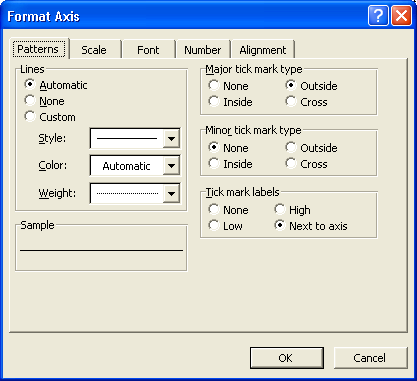 Format Axis
Patterns Scale Font Number Alignment
Lines
Automatic
None
Custom
Style:
Color: Automatic
Weight:
Sample
Major tick mark type
None Outside
Inside Cross
Minor tick mark type
None Outside
Inside Cross
Tick mark labels
None High
Low Next to axis
OK Cancel